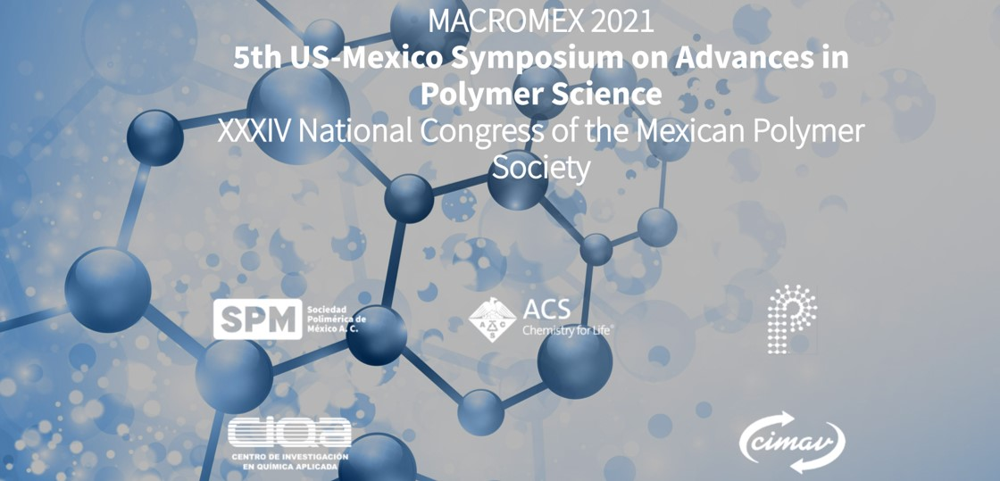 MACROMEX 2021
5th US-Mexico Symposium on Advances in
Polymer Science
XXXIV National Congress of the Mexican Polymer
Society
SPM
Sociedad
Polimérica de
México A. C.
ACS
Chemistry for Life®
A C S
P
CIQA
CENTRO DE INVESTIGACIÓN
EN QUÍMICA APLICADA
cimav